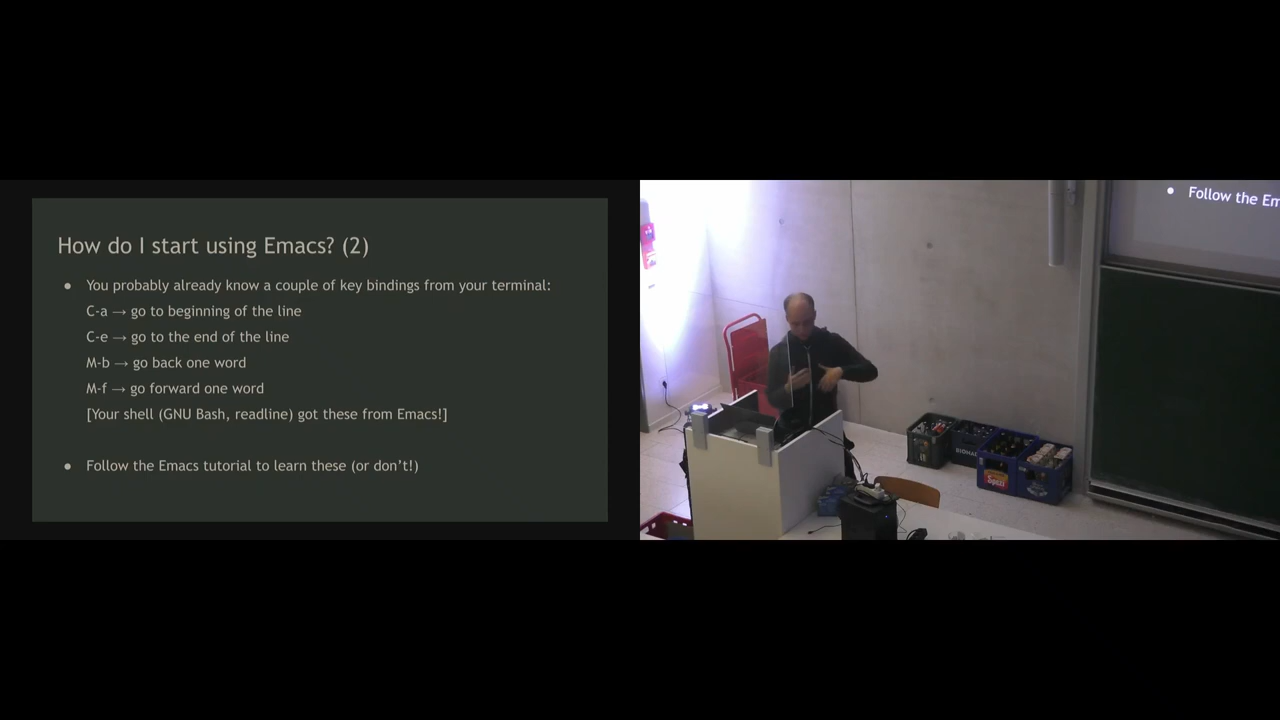 How do I start using Emacs? (2)
● You probably already know a couple of key bindings from your terminal:
C-a → go to beginning of the line
C-e → go to the end of the line
M-b → go back one word
M-f → go forward one word
[Your shell (GNU Bash, readline) got these from Emacs!]
● Follow the Emacs tutorial to learn these (or don’t!)
● Follow the Em
Spezi